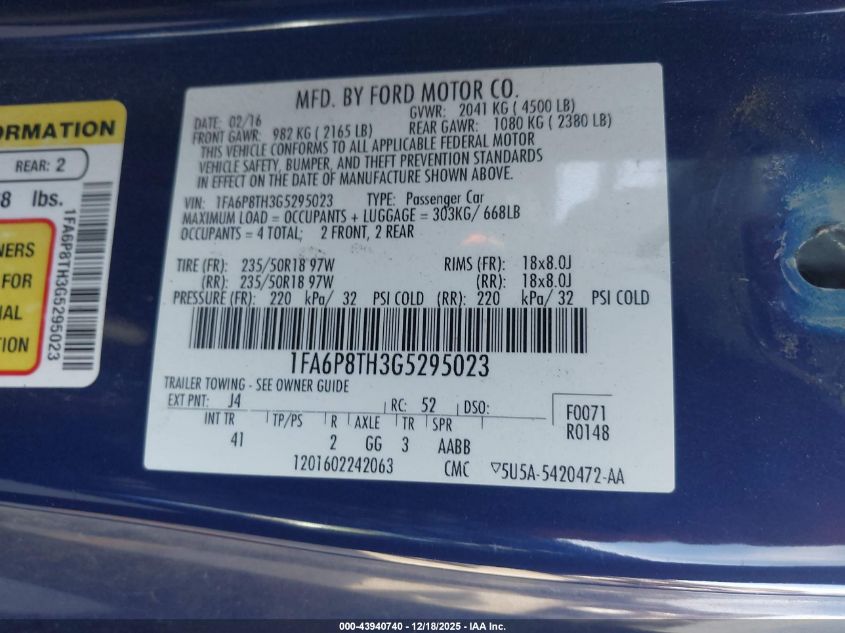 MFD. BY FORD MOTOR CO.
DATE: 02/16 GVWR: 2041 KG ( 4500 LB)
FRONT GAWR: 982 KG ( 2165 LB) REAR GAWR: 1080 KG ( 2380 LB)
THIS VEHICLE CONFORMS TO ALL APPLICABLE FEDERAL MOTOR
VEHICLE SAFETY, BUMPER, AND THEFT PREVENTION STANDARDS
IN EFFECT ON THE DATE OF MANUFACTURE SHOWN ABOVE.
VIN: 1FA6P8TH3G5295023 TYPE: Passenger Car
MAXIMUM LOAD = OCCUPANTS + LUGGAGE = 303KG/ 668LB
OCCUPANTS = 4 TOTAL; 2 FRONT, 2 REAR
TIRE (FR): 235/50R18 97W RIMS (FR): 18x8.0J
(RR): 235/50R18 97W (RR): 18x8.0J
PRESSURE (FR): 220 kPa/ 32 PSI COLD (RR): 220 kPa/ 32 PSI COLD
1FA6P8TH3G5295023
TRAILER TOWING - SEE OWNER GUIDE
EXT PNT: J4 RC: 52 DSO: F0071
R0148
INT TR TP/PS R AXLE TR SPR
41 2 GG 3 AABB
1201602242063 CMC ▽5U5A-5420472-AA
ORMATION
REAR: 2
8 lbs.
1FA6P8TH3G5295023
NERS
FOR
IAL
TION
000-43940740 - 12/18/2025 - IAA Inc.